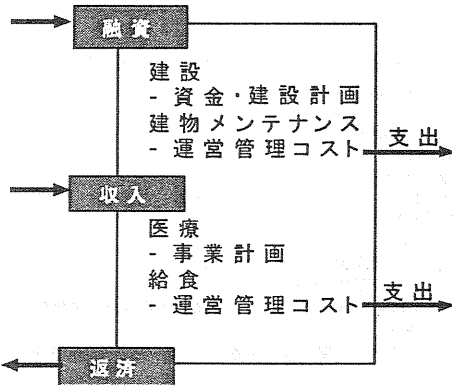 融資
建設
- 資金・建設計画
建物メンテナンス
- 運営管理コスト
支出
収入
医療
- 事業計画
給食
- 運営管理コスト
支出
返済